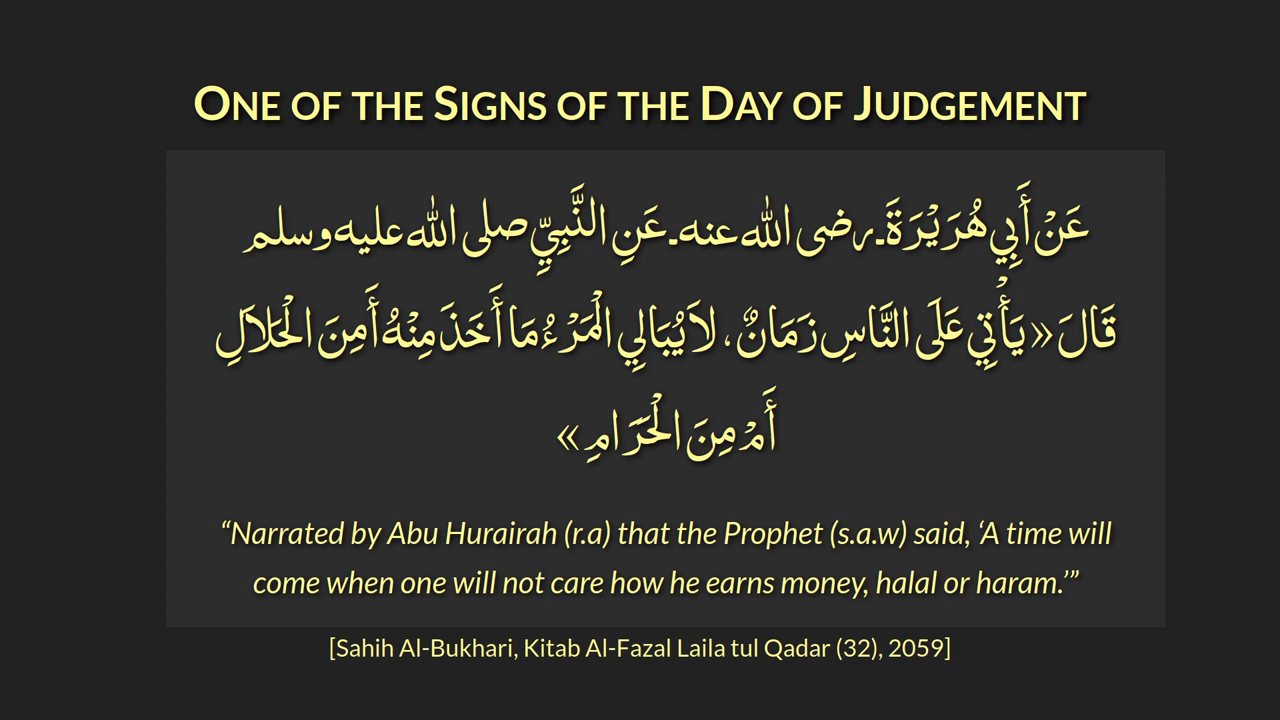 ONE OF THE SIGNS OF THE DAY OF JUDGEMENT
عَنْ أَبِي هُرَيْرَةَ ـ رضى الله عنه ـ عَنِ النَّبِيِّ صلى الله عليه وسلم
قَالَ ‏«‏ يَأْتِي عَلَى النَّاسِ زَمَانٌ، لاَ يُبَالِي الْمَرْءُ مَا أَخَذَ مِنْهُ أَمِنَ الْحَلاَلِ
أَمْ مِنَ الْحَرَامِ ‏»
“Narrated by Abu Hurairah (r.a) that the Prophet (s.a.w) said, ‘A time will
come when one will not care how he earns money, halal or haram.’”
[Sahih Al-Bukhari, Kitab Al-Fazal Laila tul Qadar (32), 2059]